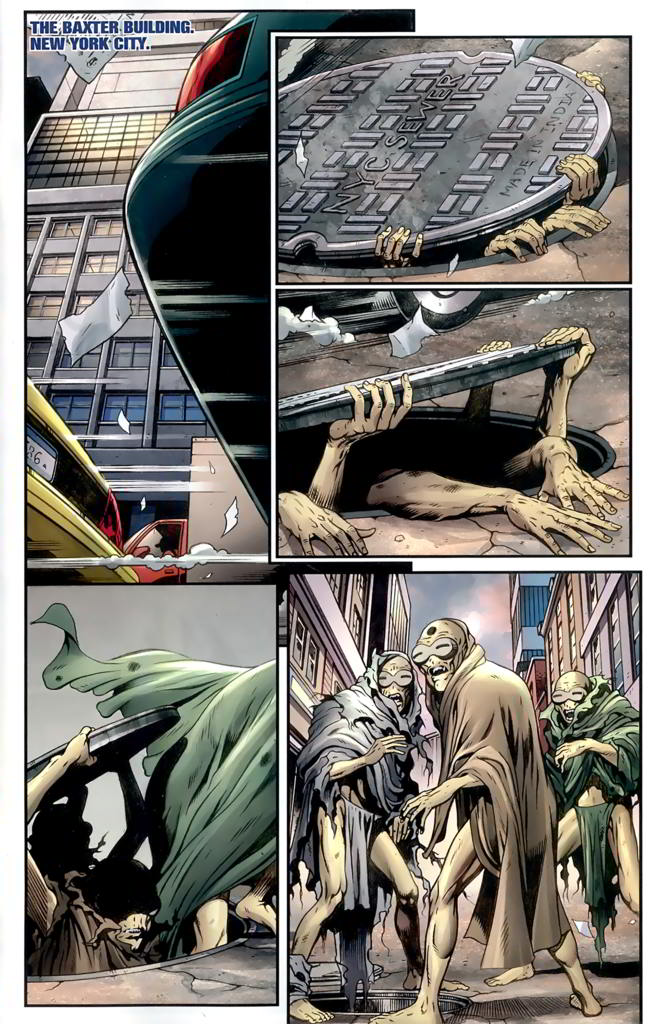 THE BAXTER BUILDING.
NEW YORK CITY.
NYC SEWER
MADE IN INDIA